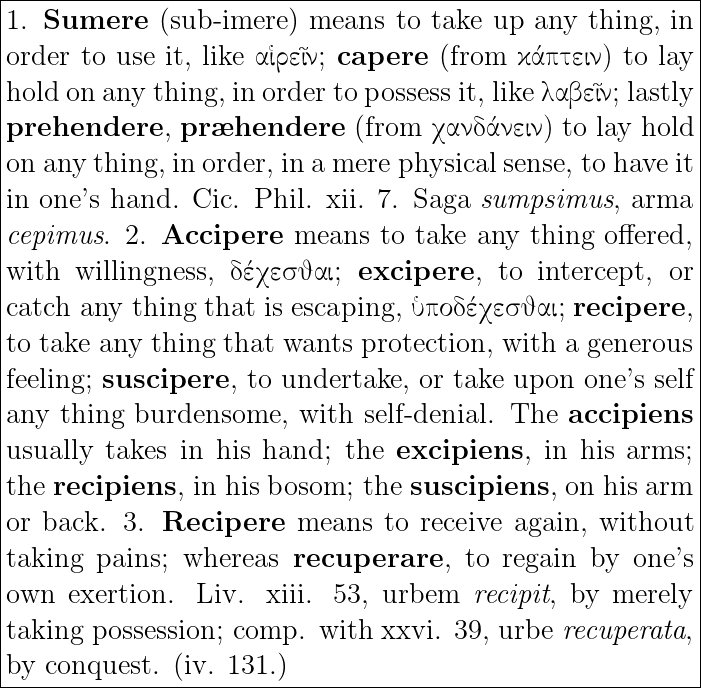 1. Sumere (sub-imere) means to take up any thing, in
order to use it, like αἱρεῖν; capere (from κάπτειν) to lay
hold on any thing, in order to possess it, like λαβεῖν; lastly
prehendere, præhendere (from χανδάνειν) to lay hold
on any thing, in order, in a mere physical sense, to have it
in one's hand. Cic. Phil. xii. 7. Saga sumpsimus, arma
cepimus. 2. Accipere means to take any thing offered,
with willingness, δέχεσϑαι; excipere, to intercept, or
catch any thing that is escaping, ὑποδέχεσϑαι; recipere,
to take any thing that wants protection, with a generous
feeling; suscipere, to undertake, or take upon one's self
any thing burdensome, with self-denial. The accipiens
usually takes in his hand; the excipiens, in his arms;
the recipiens, in his bosom; the suscipiens, on his arm
or back. 3. Recipere means to receive again, without
taking pains; whereas recuperare, to regain by one's
own exertion. Liv. xiii. 53, urbem recipit, by merely
taking possession; comp. with xxvi. 39, urbe recuperata,
by conquest. (iv. 131.)